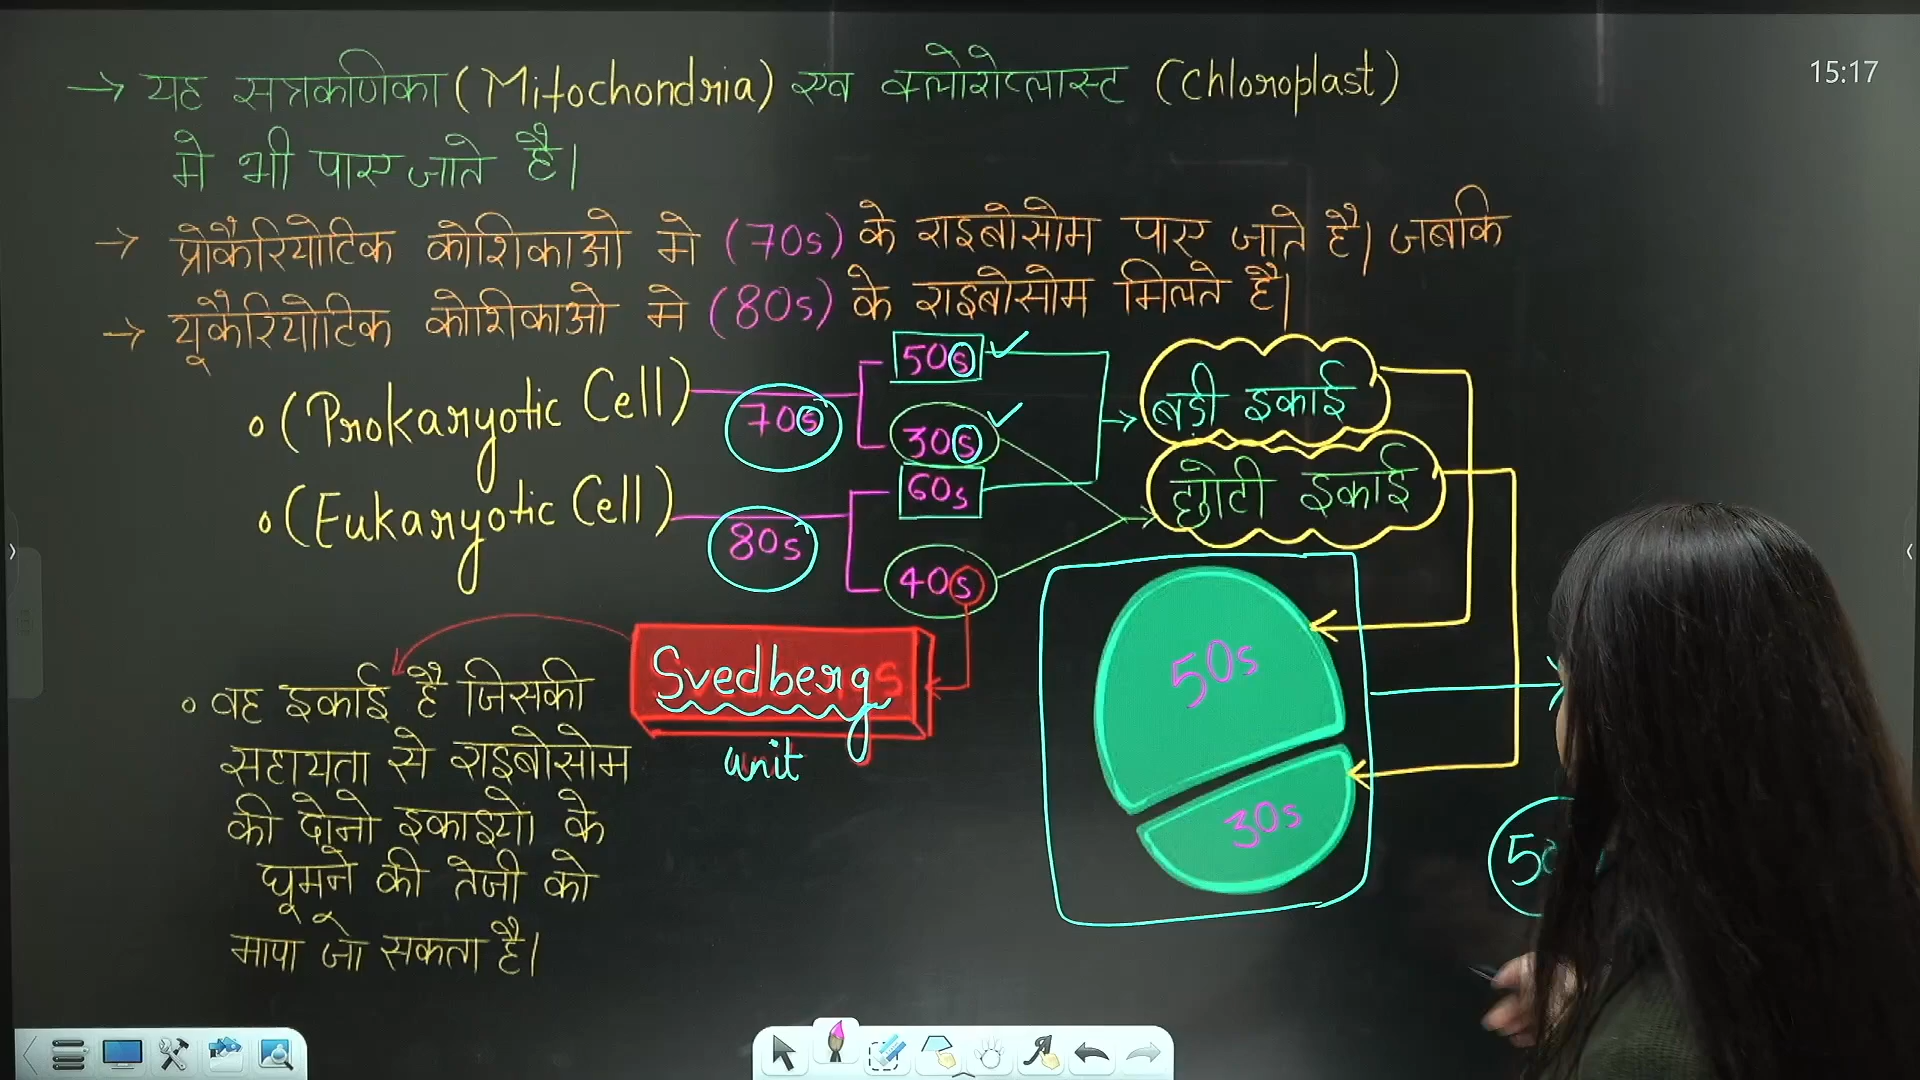 15:17
→ यह सत्रकणिका (Mitochondria) एंव क्लोरोप्लास्ट (Chloroplast)
मे भी पाए जाते है।
→ प्रोकैरियोटिक कोशिकाओ मे (70s) के राइबोसोम पाए जाते है। जबकि
→ यूकैरियोटिक कोशिकाओ मे (80s) के राइबोसोम मिलते है।
(Prokaryotic Cell) 70s 50s ✓ 30s ✓ बड़ी इकाई
(Eukaryotic Cell) 80s 60s 40s छोटी इकाई
Svedberg
unit
• वह इकाई है जिसकी
सहायता से राइबोसोम
की दोनो इकाइयों के
घूमने की तेजी को
मापा जा सकता है।
50s
30s